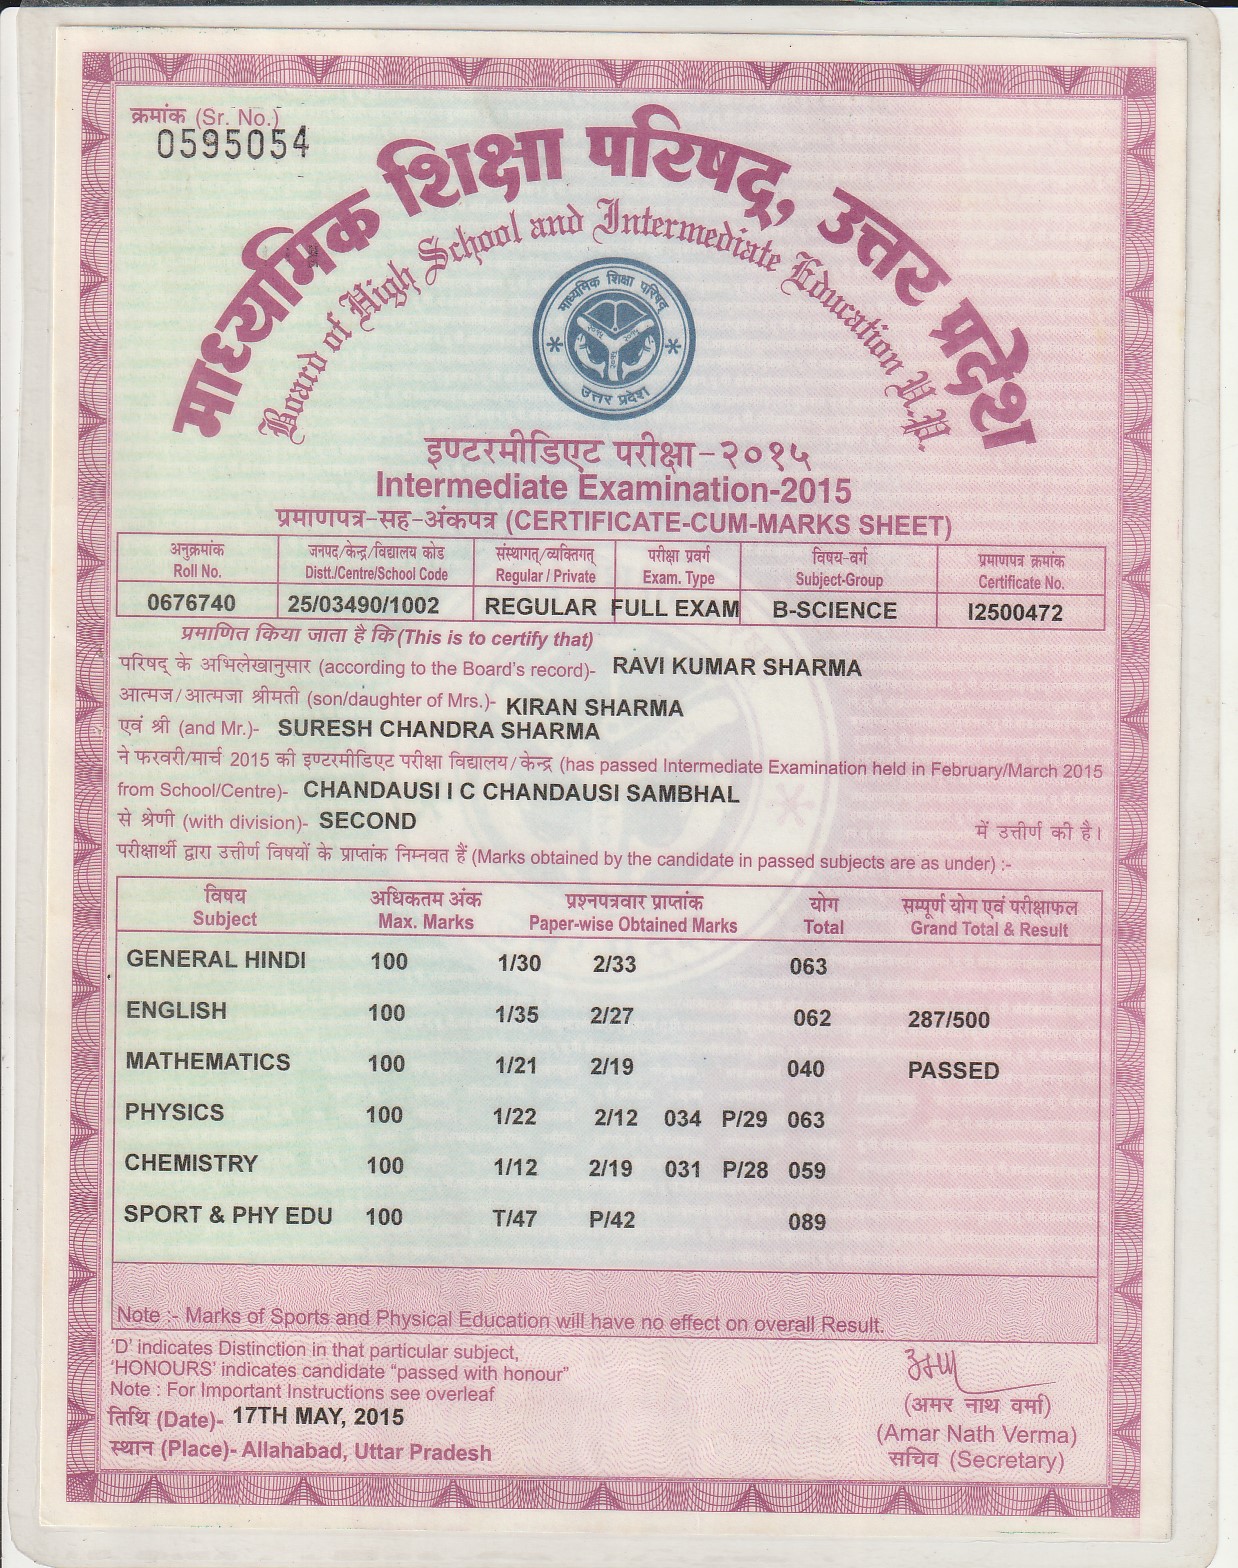 क्रमांक (Sr. No.)
0595054
माध्यमिक शिक्षा परिषद्, उत्तर प्रदेश
Board of High School and Intermediate Education U.P.
माध्यमिक शिक्षा परिषद्
उत्तर प्रदेश
इण्टरमीडिएट परीक्षा-२०१५
Intermediate Examination-2015
प्रमाणपत्र-सह-अंकपत्र (CERTIFICATE-CUM-MARKS SHEET)
अनुक्रमांक जनपद/केन्द्र/विद्यालय कोड संस्थागत्/व्यक्तिगत् परीक्षा प्रवर्ग विषय-वर्ग प्रमाणपत्र क्रमांक
Roll No. Distt./Centre/School Code Regular / Private Exam. Type Subject-Group Certificate No.
0676740 25/03490/1002 REGULAR FULL EXAM B-SCIENCE I2500472
प्रमाणित किया जाता है कि (This is to certify that)
परिषद् के अभिलेखानुसार (according to the Board's record)- RAVI KUMAR SHARMA
आत्मज/आत्मजा श्रीमती (son/daughter of Mrs.)- KIRAN SHARMA
एवं श्री (and Mr.)- SURESH CHANDRA SHARMA
ने फरवरी/मार्च 2015 की इण्टरमीडिएट परीक्षा विद्यालय/केन्द्र (has passed Intermediate Examination held in February/March 2015
from School/Centre)- CHANDAUSI I C CHANDAUSI SAMBHAL
से श्रेणी (with division)- SECOND में उत्तीर्ण की है।
परीक्षार्थी द्वारा उत्तीर्ण विषयों के प्राप्तांक निम्नवत हैं (Marks obtained by the candidate in passed subjects are as under) :-
विषय अधिकतम अंक प्रश्नपत्रवार प्राप्तांक योग सम्पूर्ण योग एवं परीक्षाफल
Subject Max. Marks Paper-wise Obtained Marks Total Grand Total & Result
GENERAL HINDI 100 1/30 2/33 063
ENGLISH 100 1/35 2/27 062 287/500
MATHEMATICS 100 1/21 2/19 040 PASSED
PHYSICS 100 1/22 2/12 034 P/29 063
CHEMISTRY 100 1/12 2/19 031 P/28 059
SPORT & PHY EDU 100 T/47 P/42 089
Note :- Marks of Sports and Physical Education will have no effect on overall Result.
'D' indicates Distinction in that particular subject,
'HONOURS' indicates candidate "passed with honour"
Note : For Important Instructions see overleaf
तिथि (Date)- 17TH MAY, 2015
स्थान (Place)- Allahabad, Uttar Pradesh
(अमर नाथ वर्मा)
(Amar Nath Verma)
सचिव (Secretary)